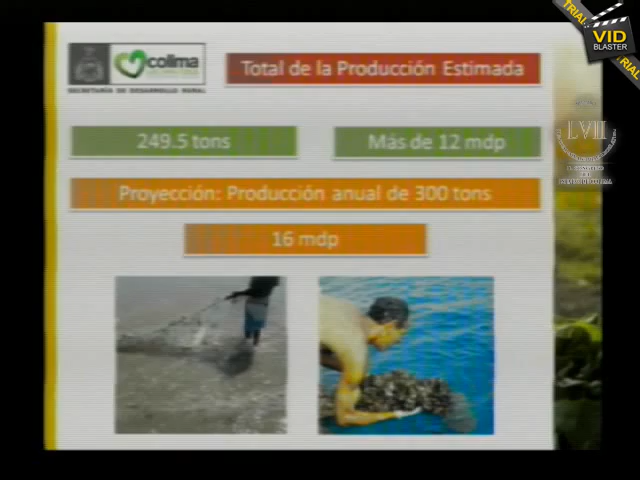 TRIAL
VID
BLASTER
TRIAL
colima
SECRETARÍA DE DESARROLLO RURAL
Total de la Producción Estimada
249.5 tons
Más de 12 mdp
LVII
Proyección: Producción anual de 300 tons
16 mdp